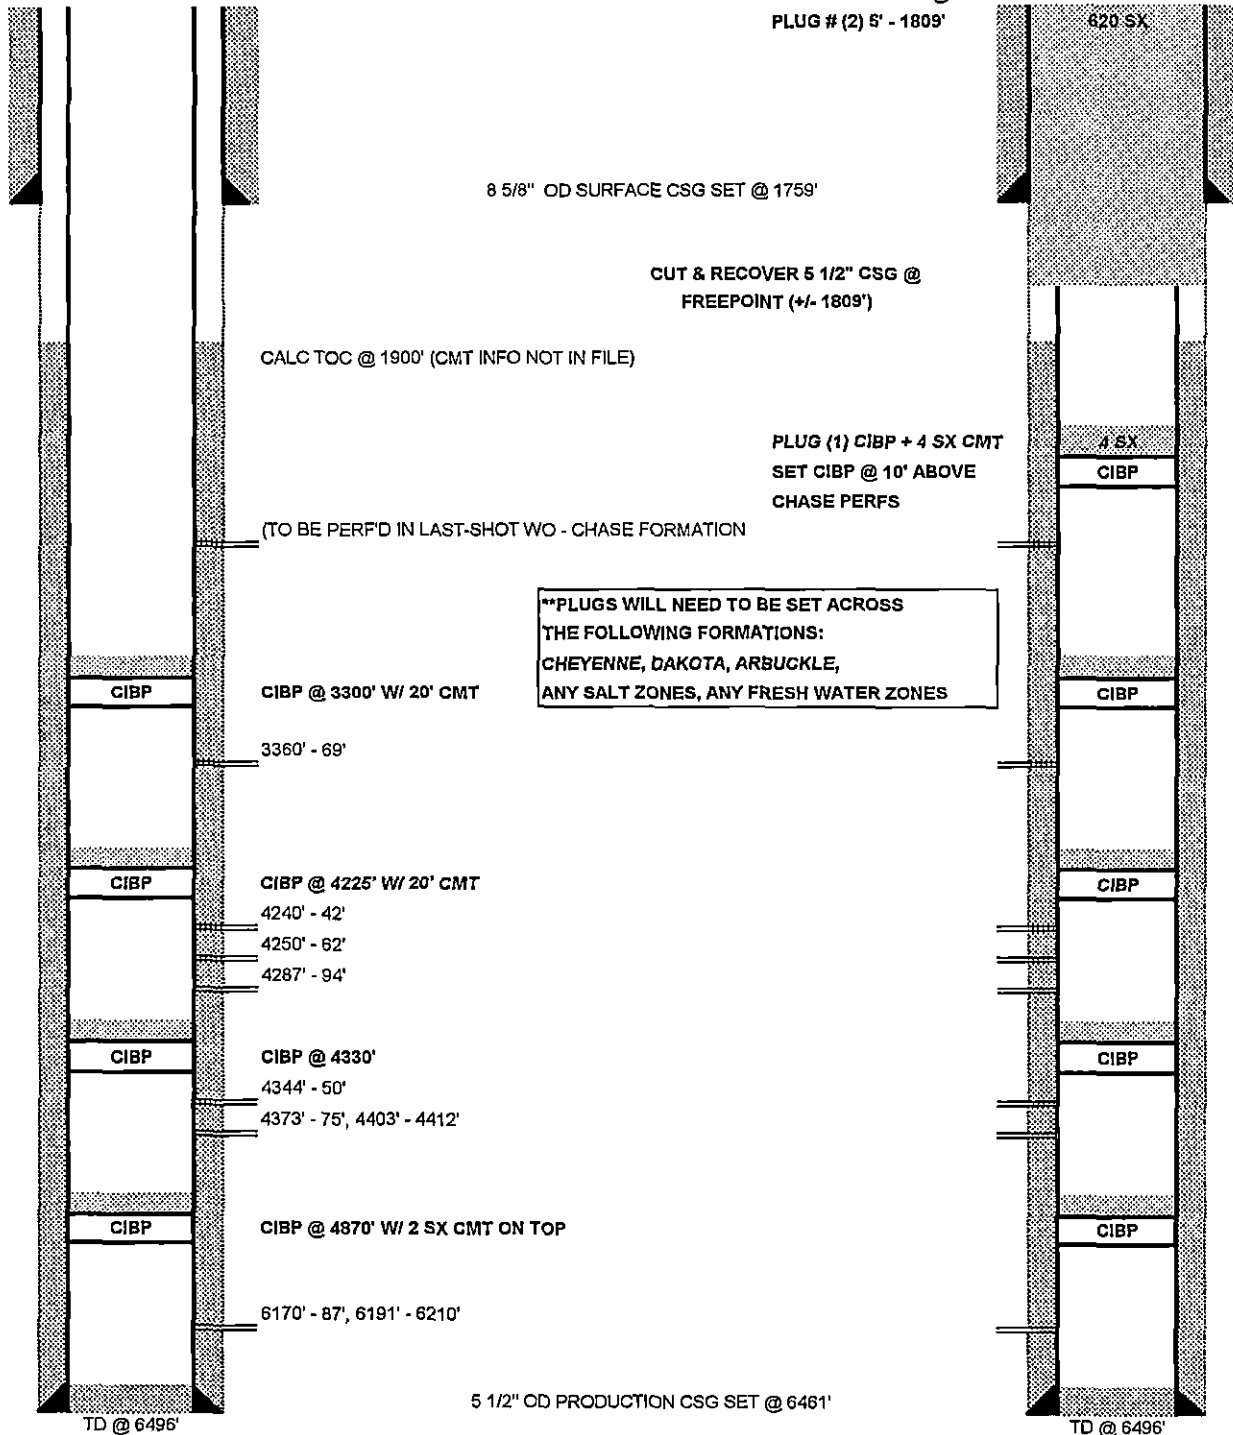 PLUG # (2) 5' - 1809'
620 SX
8 5/8" OD SURFACE CSG SET @ 1759'
CUT & RECOVER 5 1/2" CSG @
FREEPOINT (+/- 1809')
CALC TOC @ 1900' (CMT INFO NOT IN FILE)
PLUG (1) CIBP + 4 SX CMT
4 SX
SET CIBP @ 10' ABOVE
CIBP
CHASE PERFS
(TO BE PERF'D IN LAST-SHOT WO - CHASE FORMATION
**PLUGS WILL NEED TO BE SET ACROSS
THE FOLLOWING FORMATIONS:
CHEYENNE, DAKOTA, ARBUCKLE,
ANY SALT ZONES, ANY FRESH WATER ZONES
CIBP
CIBP @ 3300' W/ 20' CMT
CIBP
3360' - 69'
CIBP
CIBP @ 4225' W/ 20' CMT
CIBP
4240' - 42'
4250' - 62'
4287' - 94'
CIBP
CIBP @ 4330'
CIBP
4344' - 50'
4373' - 75', 4403' - 4412'
CIBP
CIBP @ 4870' W/ 2 SX CMT ON TOP
CIBP
6170' - 87', 6191' - 6210'
5 1/2" OD PRODUCTION CSG SET @ 6461'
TD @ 6496'
TD @ 6496'